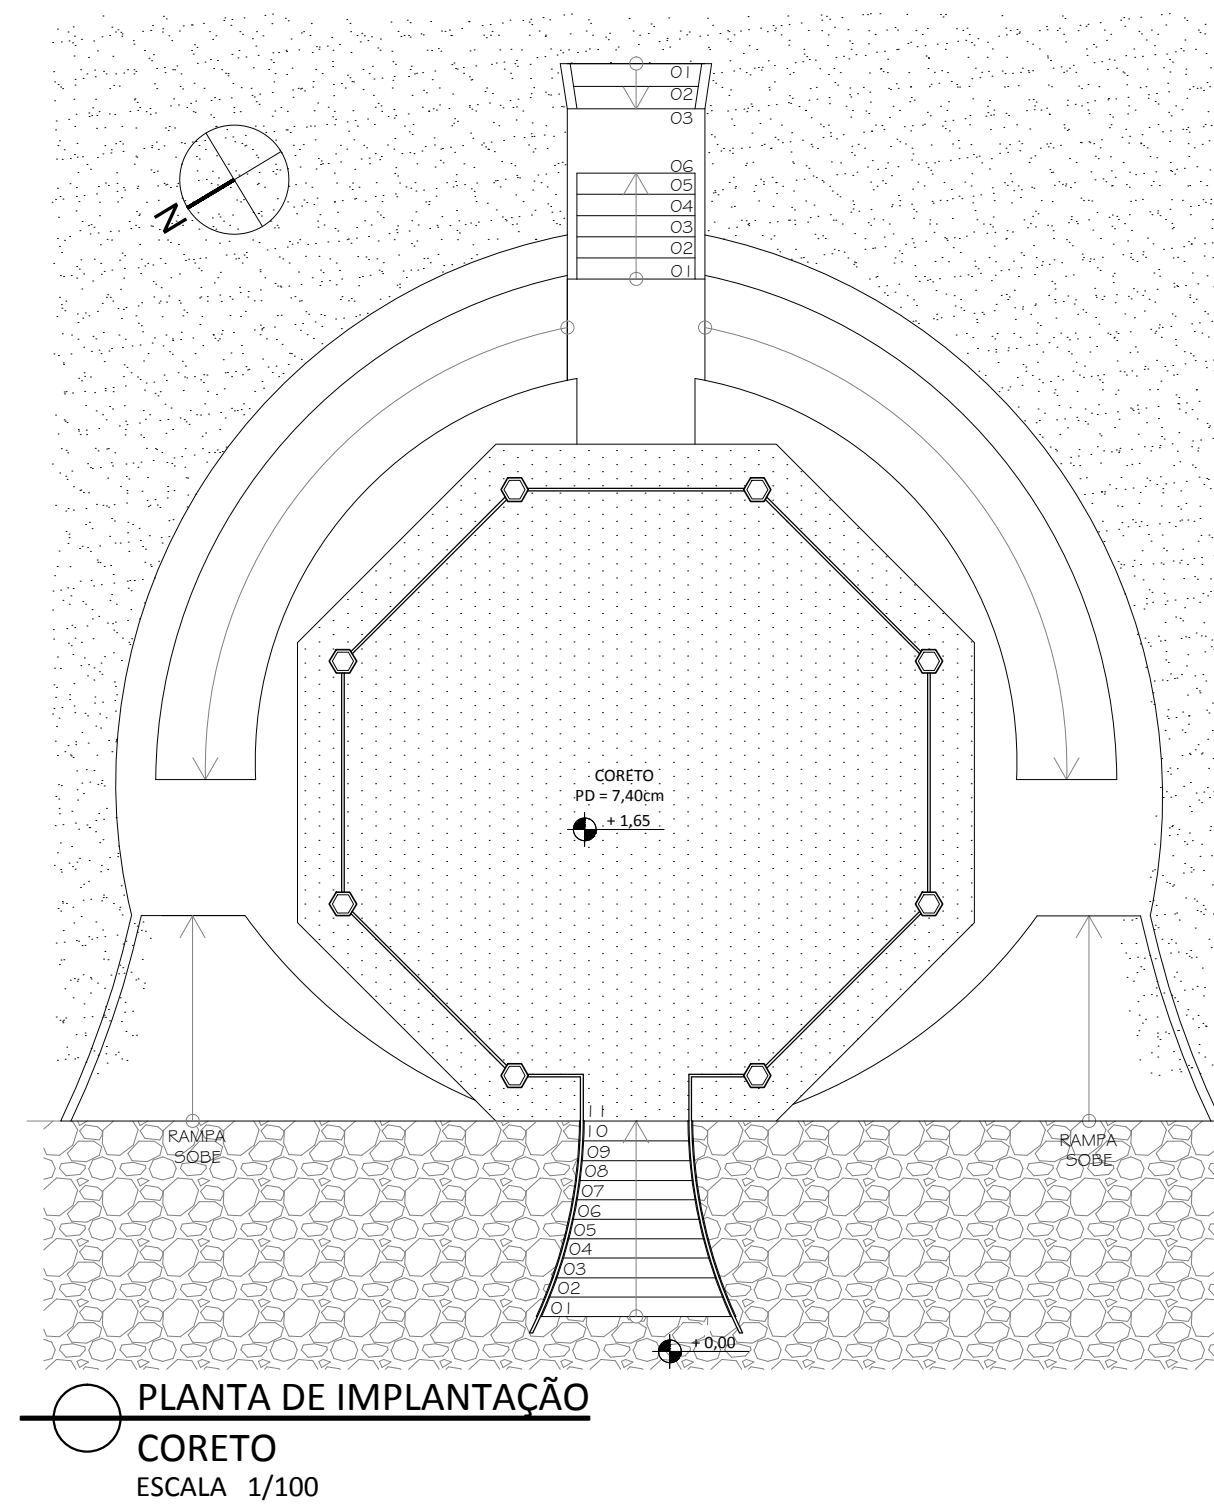 01
02
03
06
05
04
03
02
01
N
CORETO
PD = 7,40cm
+ 1,65
11
10
09
08
07
06
05
04
03
02
01
RAMPA
SOBE
RAMPA
SOBE
+ 0,00
PLANTA DE IMPLANTAÇÃO
CORETO
ESCALA 1/100